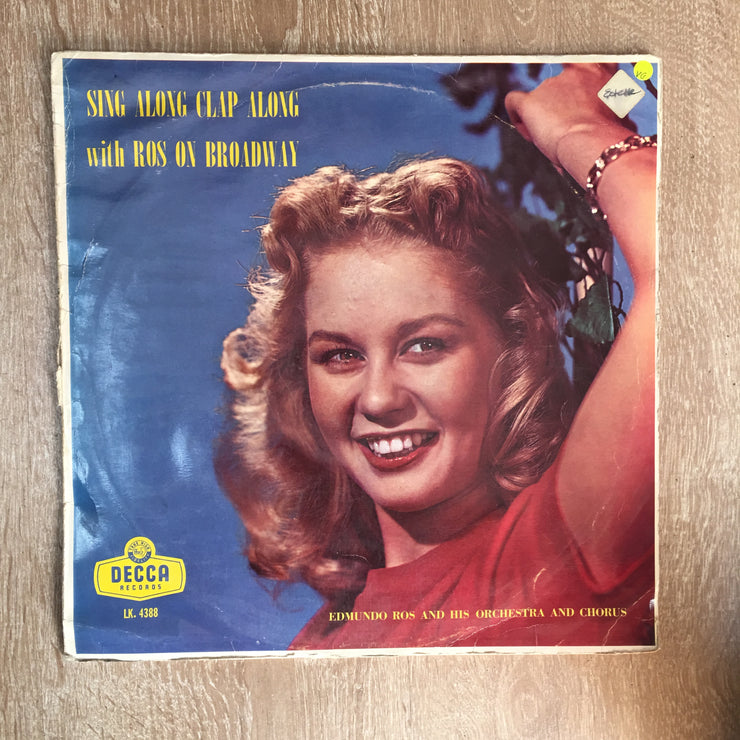 SING ALONG CLAP ALONG
with ROS ON BROADWAY
VG
DECCA
RECORDS
LK. 4388
EDMUNDO ROS AND HIS ORCHESTRA AND CHORUS